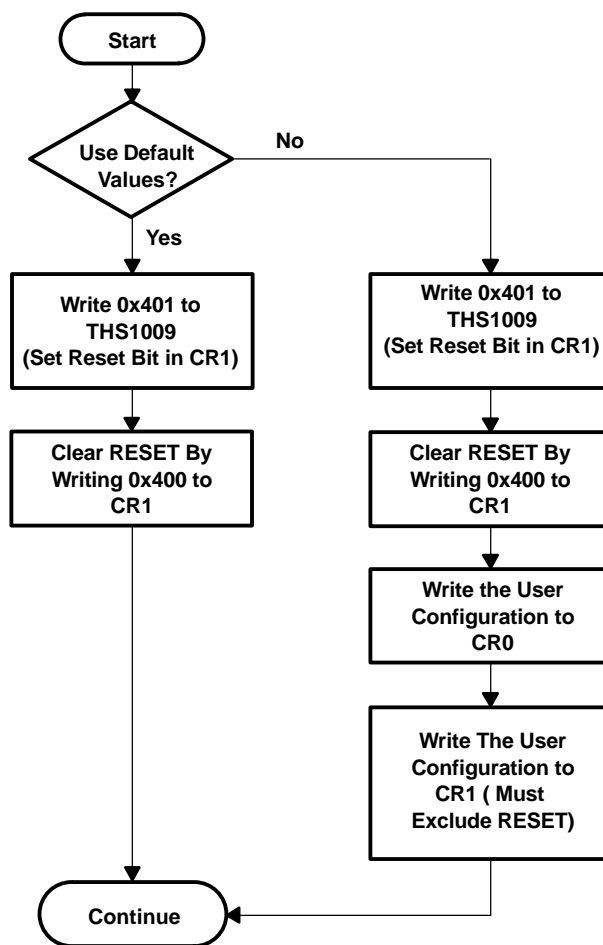 Start
Use Default
Values?
No
Yes
Write 0x401 to
THS1009
(Set Reset Bit in CR1)
Clear RESET By
Writing 0x400 to
CR1
Write 0x401 to
THS1009
(Set Reset Bit in CR1)
Clear RESET By
Writing 0x400 to
CR1
Write the User
Configuration to
CR0
Write The User
Configuration to
CR1 ( Must
Exclude RESET)
Continue